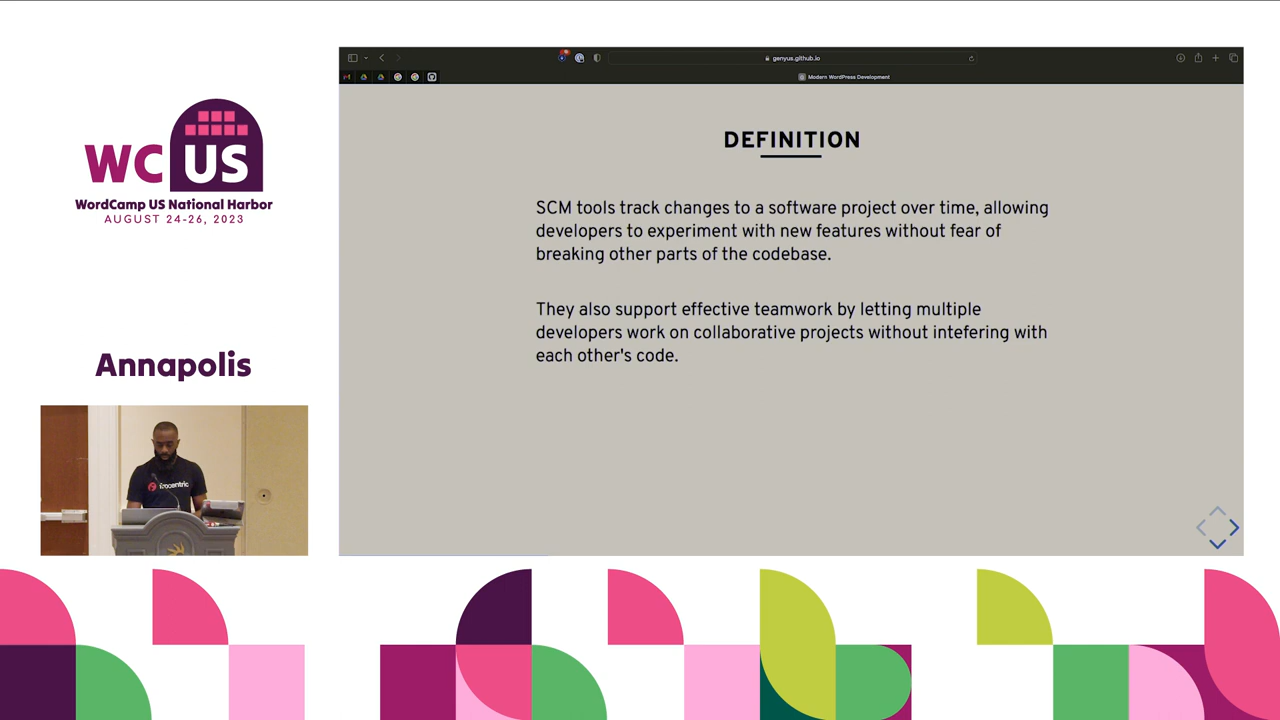 WC US
WordCamp US National Harbor
AUGUST 24-26, 2023
Annapolis
genyus.github.io
Modern WordPress Development
DEFINITION
SCM tools track changes to a software project over time, allowing
developers to experiment with new features without fear of
breaking other parts of the codebase.
They also support effective teamwork by letting multiple
developers work on collaborative projects without intefering with
each other's code.